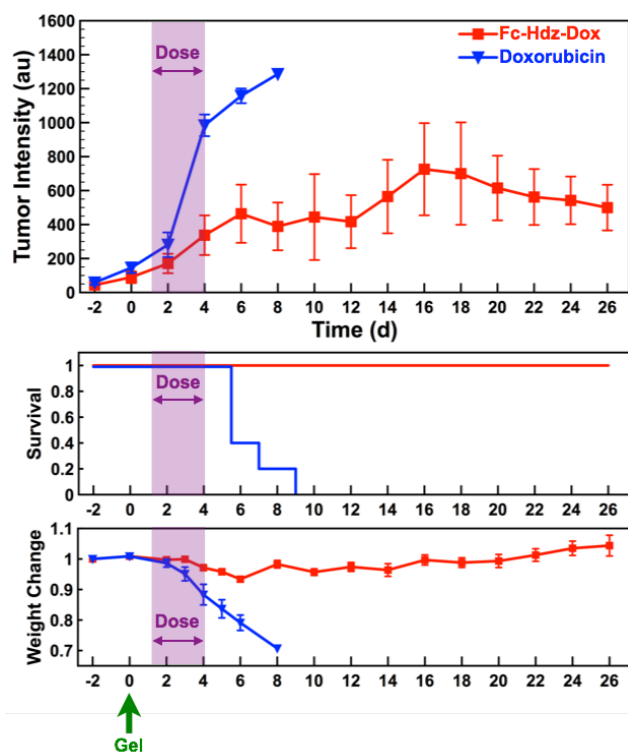 Tumor Intensity (au)
1600
1400
1200
1000
800
600
400
200
0
Dose
Fc-Hdz-Dox
Doxorubicin
-2 0 2 4 6 8 10 12 14 16 18 20 22 24 26
Time (d)
Survival
1
0.8
0.6
0.4
0.2
0
Dose
-2 0 2 4 6 8 10 12 14 16 18 20 22 24 26
Weight Change
1.1
1
0.9
0.8
0.7
Dose
-2 0 2 4 6 8 10 12 14 16 18 20 22 24 26
Gel